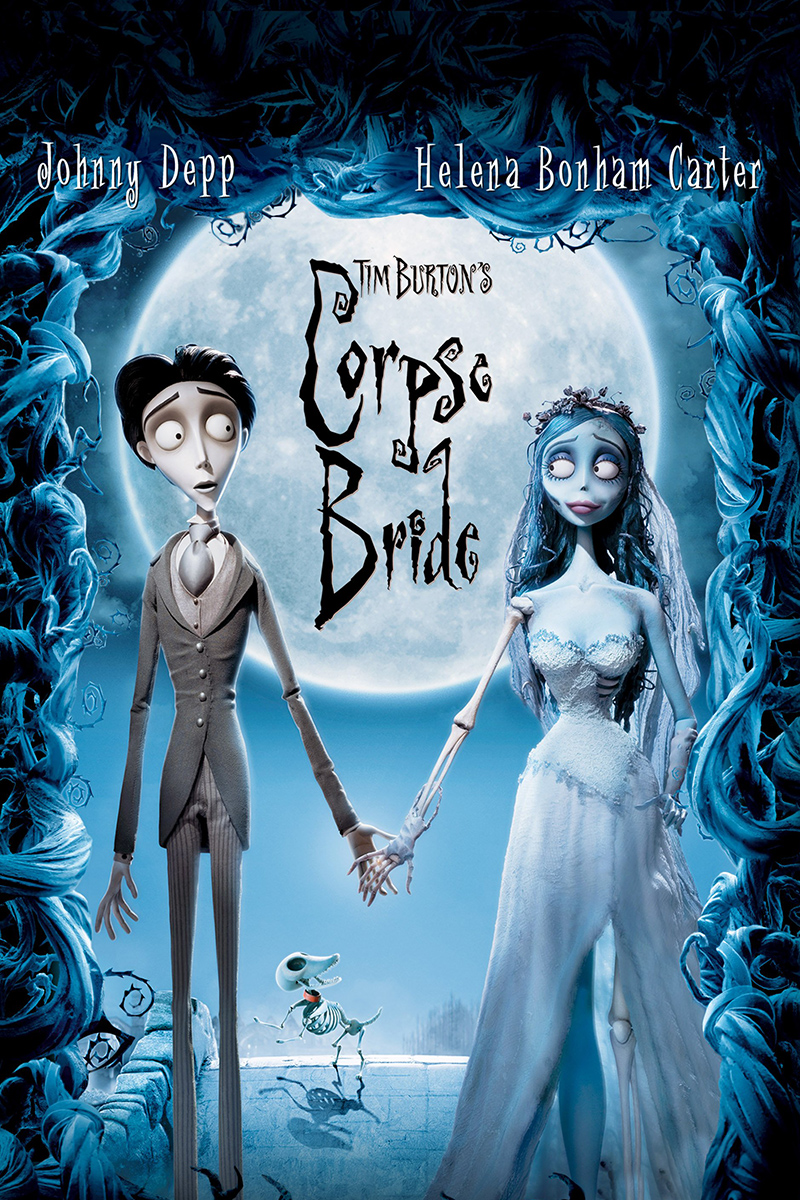 Johnny Depp
Helena Bonham Carter
TIM BURTON'S
Corpse
Bride